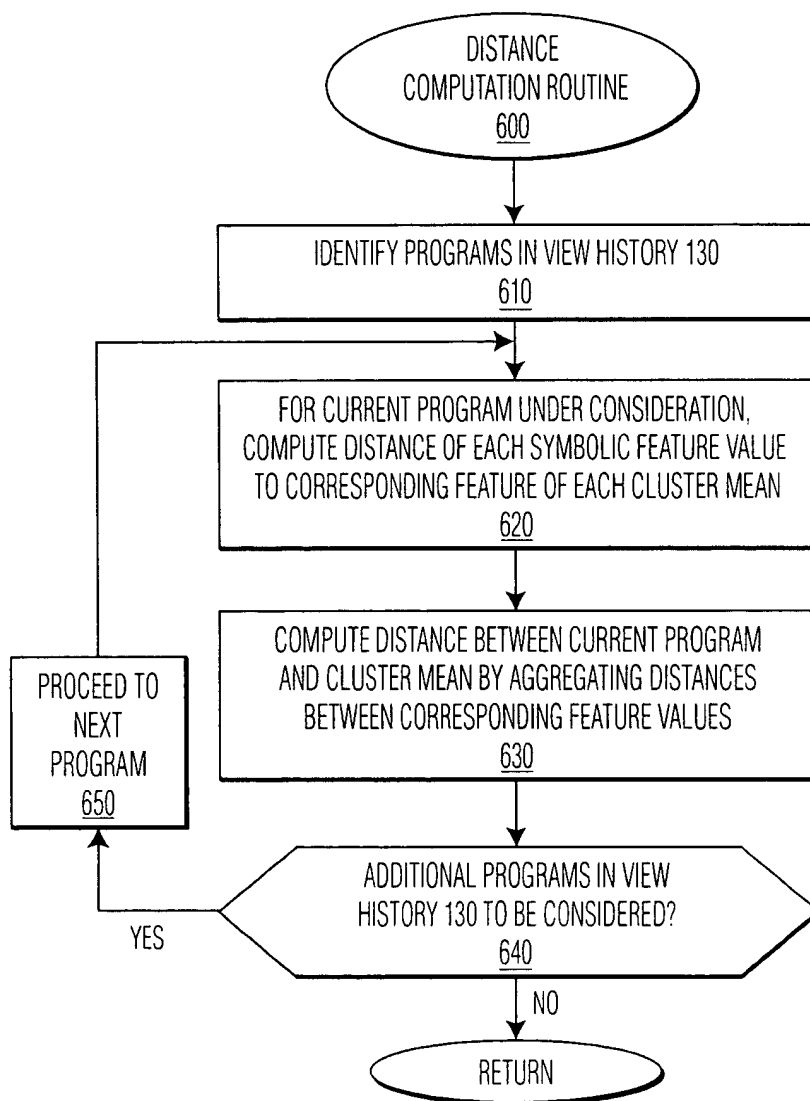 DISTANCE
COMPUTATION ROUTINE
600
IDENTIFY PROGRAMS IN VIEW HISTORY 130
610
FOR CURRENT PROGRAM UNDER CONSIDERATION,
COMPUTE DISTANCE OF EACH SYMBOLIC FEATURE VALUE
TO CORRESPONDING FEATURE OF EACH CLUSTER MEAN
620
COMPUTE DISTANCE BETWEEN CURRENT PROGRAM
AND CLUSTER MEAN BY AGGREGATING DISTANCES
BETWEEN CORRESPONDING FEATURE VALUES
630
PROCEED TO
NEXT
PROGRAM
650
ADDITIONAL PROGRAMS IN VIEW
HISTORY 130 TO BE CONSIDERED?
640
YES
NO
RETURN